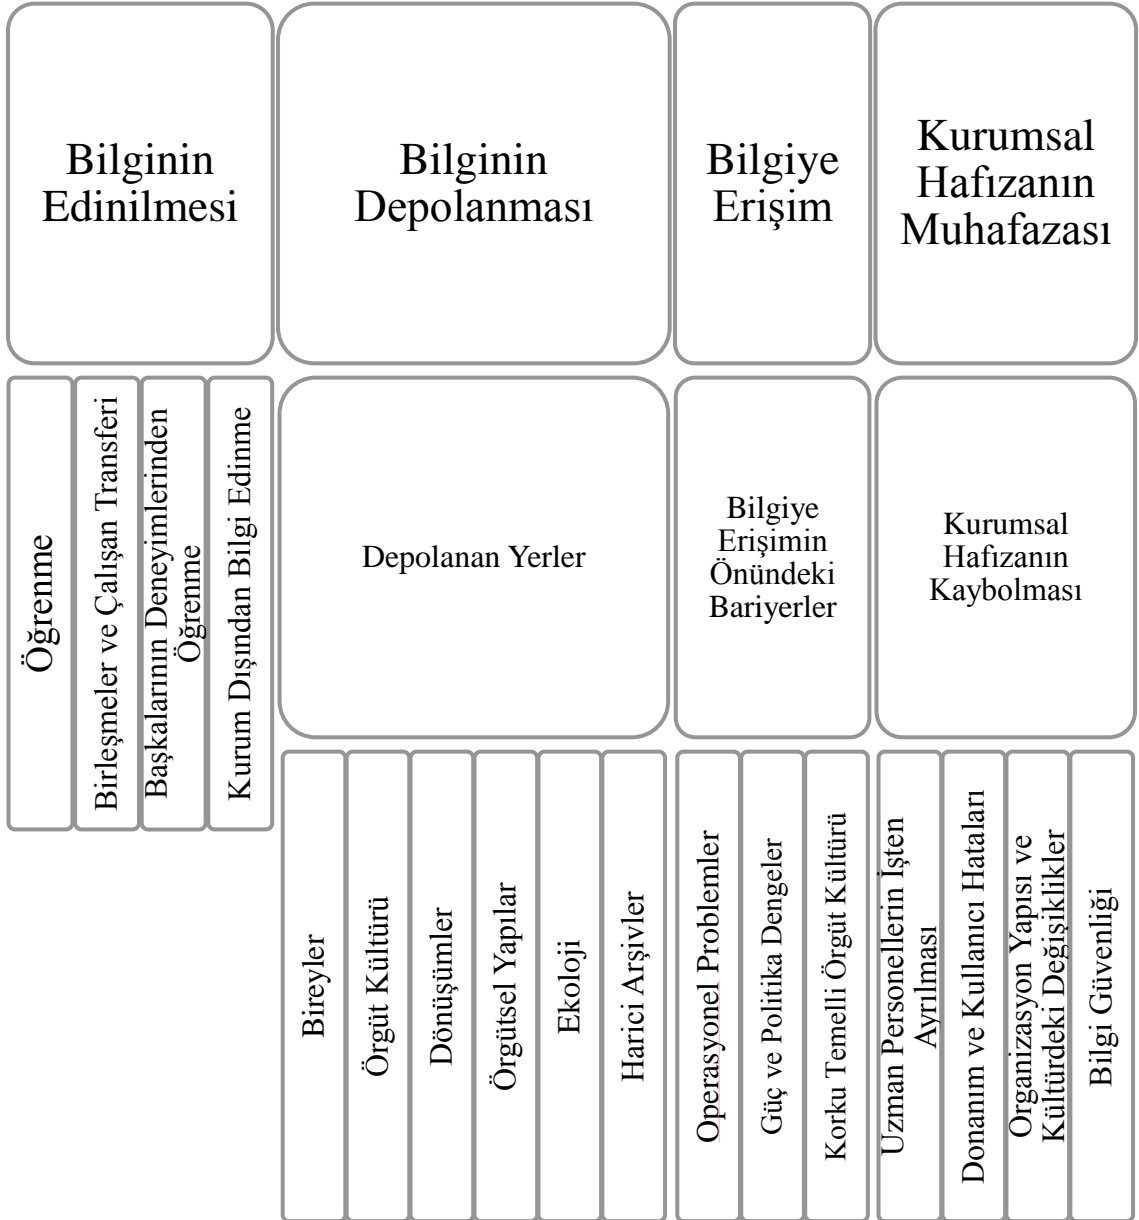 Bilginin
Edinilmesi
Bilginin
Depolanması
Bilgiye
Erişim
Kurumsal
Hafızanın
Muhafazası
Öğrenme
Birleşmeler ve Çalışan Transferi
Başkalarının Deneyimlerinden
Öğrenme
Kurum Dışından Bilgi Edinme
Depolanan Yerler
Bilgiye
Erişimin
Önündeki
Bariyerler
Kurumsal
Hafızanın
Kaybolması
Bireyler
Örgüt Kültürü
Dönüşümler
Örgütsel Yapılar
Ekoloji
Harici Arşivler
Operasyonel Problemler
Güç ve Politika Dengeler
Korku Temelli Örgüt Kültürü
Uzman Personellerin İşten
Ayrılması
Donanım ve Kullanıcı Hataları
Organizasyon Yapısı ve
Kültürdeki Değişiklikler
Bilgi Güvenliği